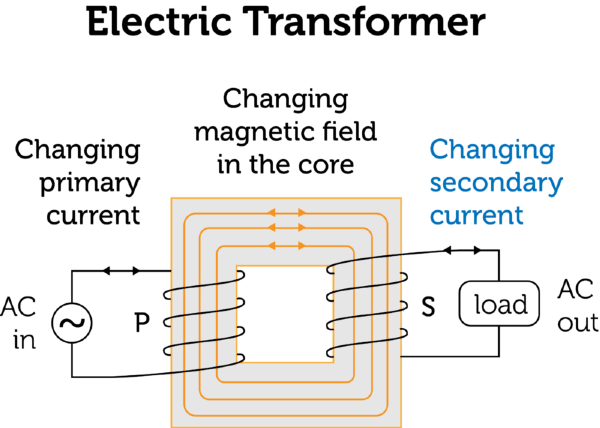 Electric Transformer
Changing
magnetic field
in the core
Changing
primary
current
Changing
secondary
current
AC
in
P
S
load
AC
out